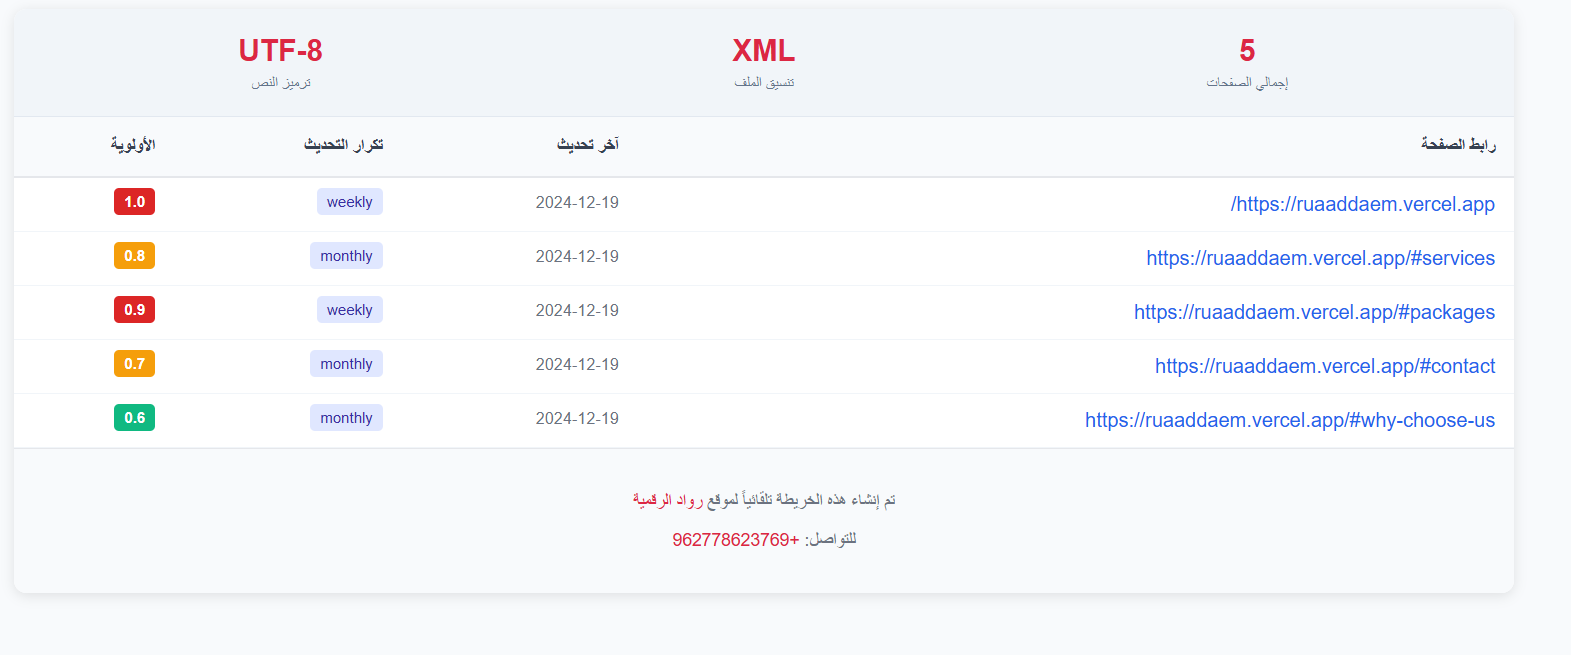 5
إجمالي الصفحات
XML
تنسيق الملف
UTF-8
ترميز النص
رابط الصفحة آخر تحديث تكرار التحديث الأولوية
https://ruaaddaem.vercel.app/ 2024-12-19 weekly 1.0
https://ruaaddaem.vercel.app/#services 2024-12-19 monthly 0.8
https://ruaaddaem.vercel.app/#packages 2024-12-19 weekly 0.9
https://ruaaddaem.vercel.app/#contact 2024-12-19 monthly 0.7
https://ruaaddaem.vercel.app/#why-choose-us 2024-12-19 monthly 0.6
تم إنشاء هذه الخريطة تلقائياً لموقع رواد الرقمية
للتواصل: +962778623769